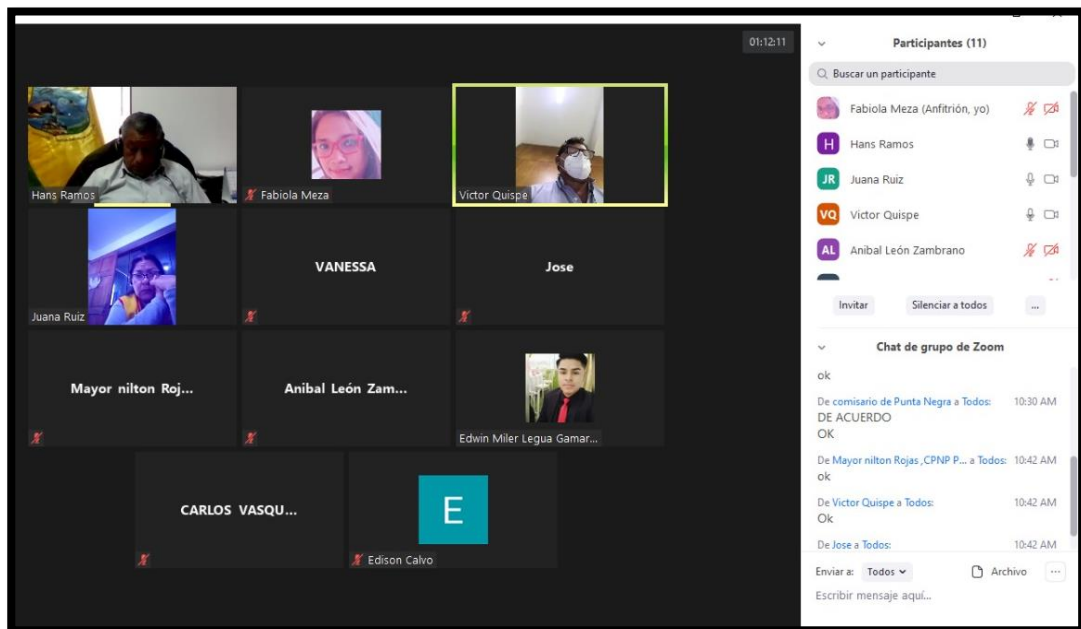 01:12:11
Hans Ramos
Fabiola Meza
Victor Quispe
Juana Ruiz
VANESSA
Jose
Mayor nilton Roj...
Anibal León Zam...
Edwin Miler Legua Gamar...
CARLOS VASQU...
E
Edison Calvo
Participantes (11)
Buscar un participante
Fabiola Meza (Anfitrión, yo)
H Hans Ramos
JR Juana Ruiz
VQ Victor Quispe
AL Anibal León Zambrano
Invitar Silenciar a todos ...
Chat de grupo de Zoom
ok
De comisario de Punta Negra a Todos: 10:30 AM
DE ACUERDO
OK
De Mayor nilton Rojas ,CPNP P... a Todos: 10:42 AM
ok
De Victor Quispe a Todos: 10:42 AM
Ok
De Jose a Todos: 10:42 AM
Enviar a: Todos Archivo ...
Escribir mensaje aquí...